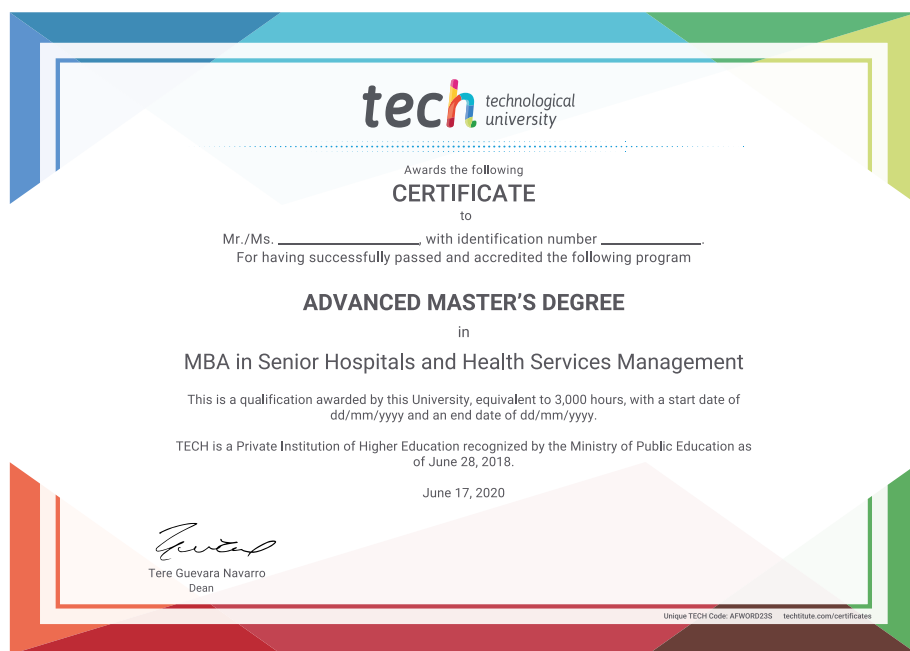 tech technological
university
Awards the following
CERTIFICATE
to
Mr./Ms. ____________________, with identification number ______________.
For having successfully passed and accredited the following program
ADVANCED MASTER'S DEGREE
in
MBA in Senior Hospitals and Health Services Management
This is a qualification awarded by this University, equivalent to 3,000 hours, with a start date of
dd/mm/yyyy and an end date of dd/mm/yyyy.
TECH is a Private Institution of Higher Education recognized by the Ministry of Public Education as
of June 28, 2018.
June 17, 2020
Tere Guevara Navarro
Dean
Unique TECH Code: AFWORD23S techtitute.com/certificates